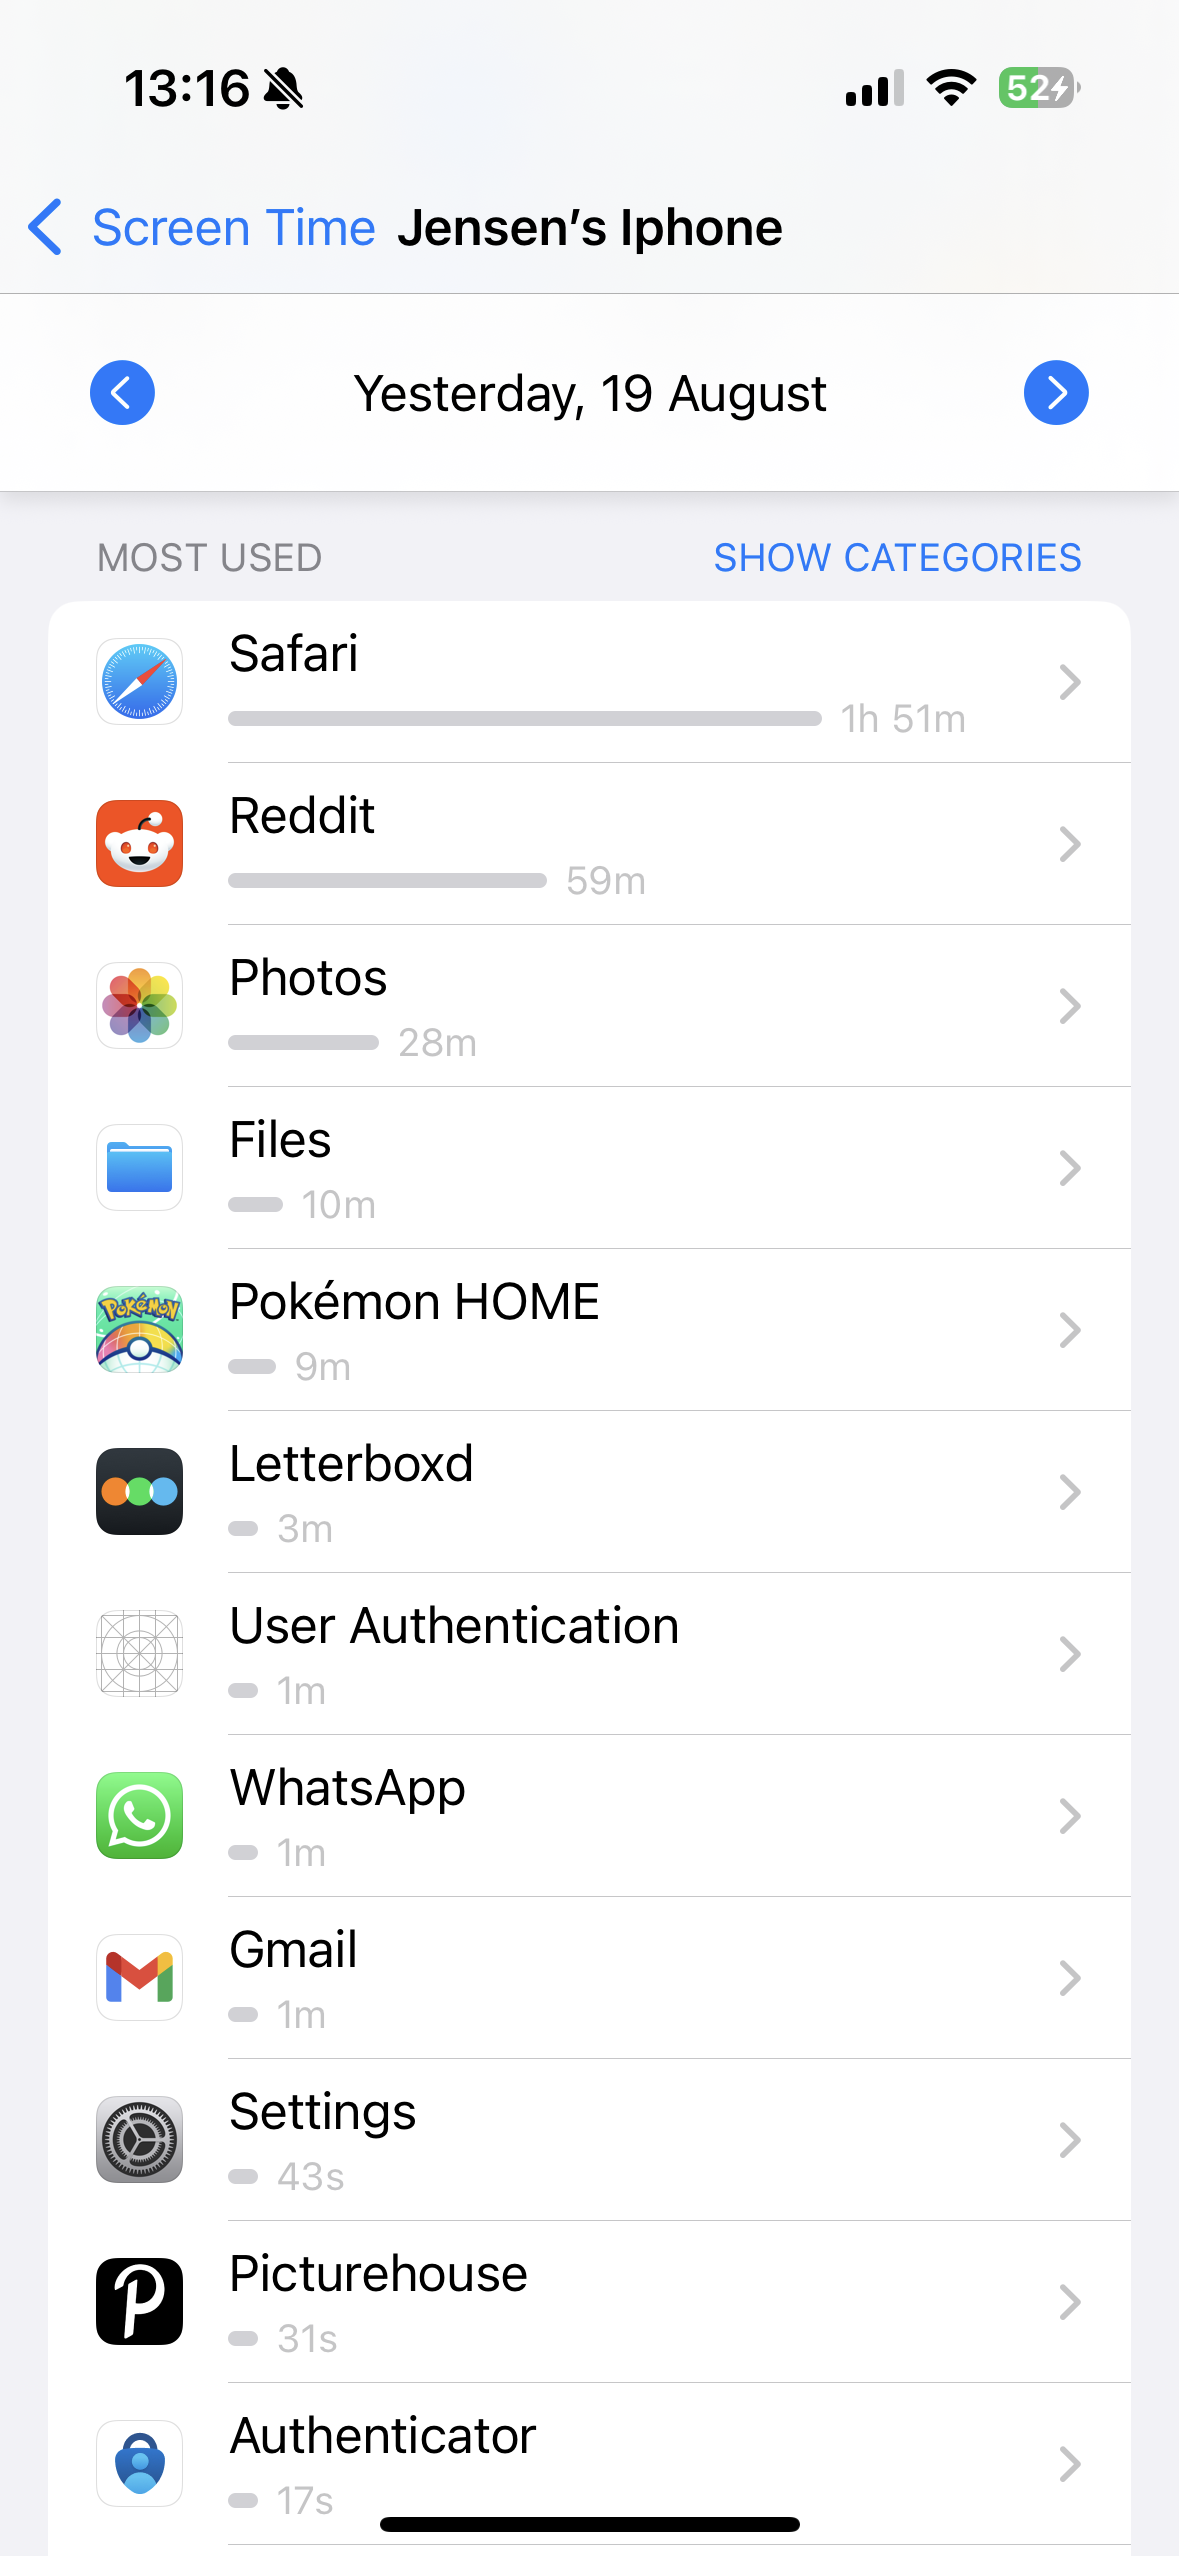 13:16
52
Screen Time Jensen’s Iphone
Yesterday, 19 August
MOST USED SHOW CATEGORIES
Safari
1h 51m
Reddit
59m
Photos
28m
Files
10m
POKéMON
Pokémon HOME
9m
Letterboxd
3m
User Authentication
1m
WhatsApp
1m
Gmail
1m
Settings
43s
Picturehouse
31s
Authenticator
17s